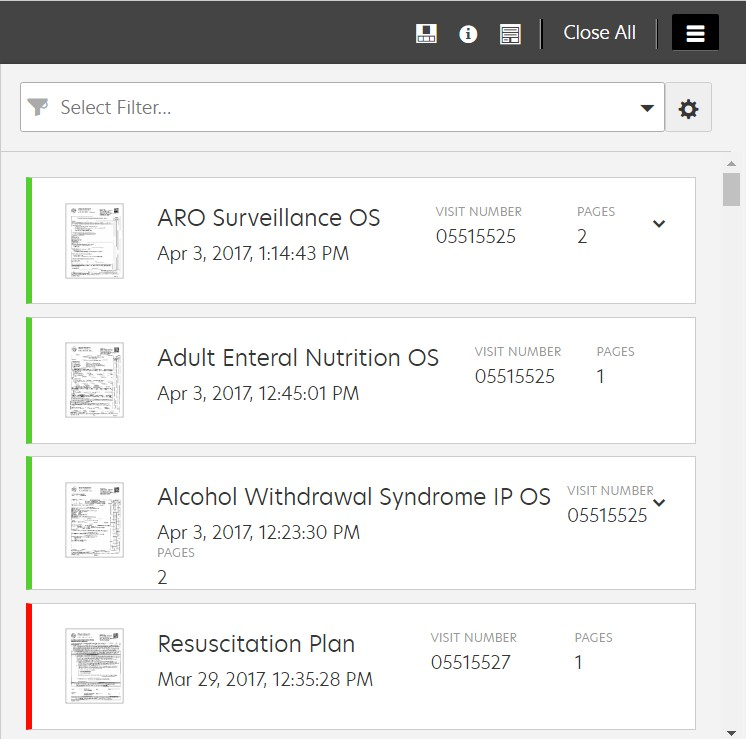 Close All
Select Filter...
ARO Surveillance OS
Apr 3, 2017, 1:14:43 PM
VISIT NUMBER
05515525
PAGES
2
Adult Enteral Nutrition OS
Apr 3, 2017, 12:45:01 PM
VISIT NUMBER
05515525
PAGES
1
Alcohol Withdrawal Syndrome IP OS
Apr 3, 2017, 12:23:30 PM
VISIT NUMBER
05515525
PAGES
2
Resuscitation Plan
Mar 29, 2017, 12:35:28 PM
VISIT NUMBER
05515527
PAGES
1